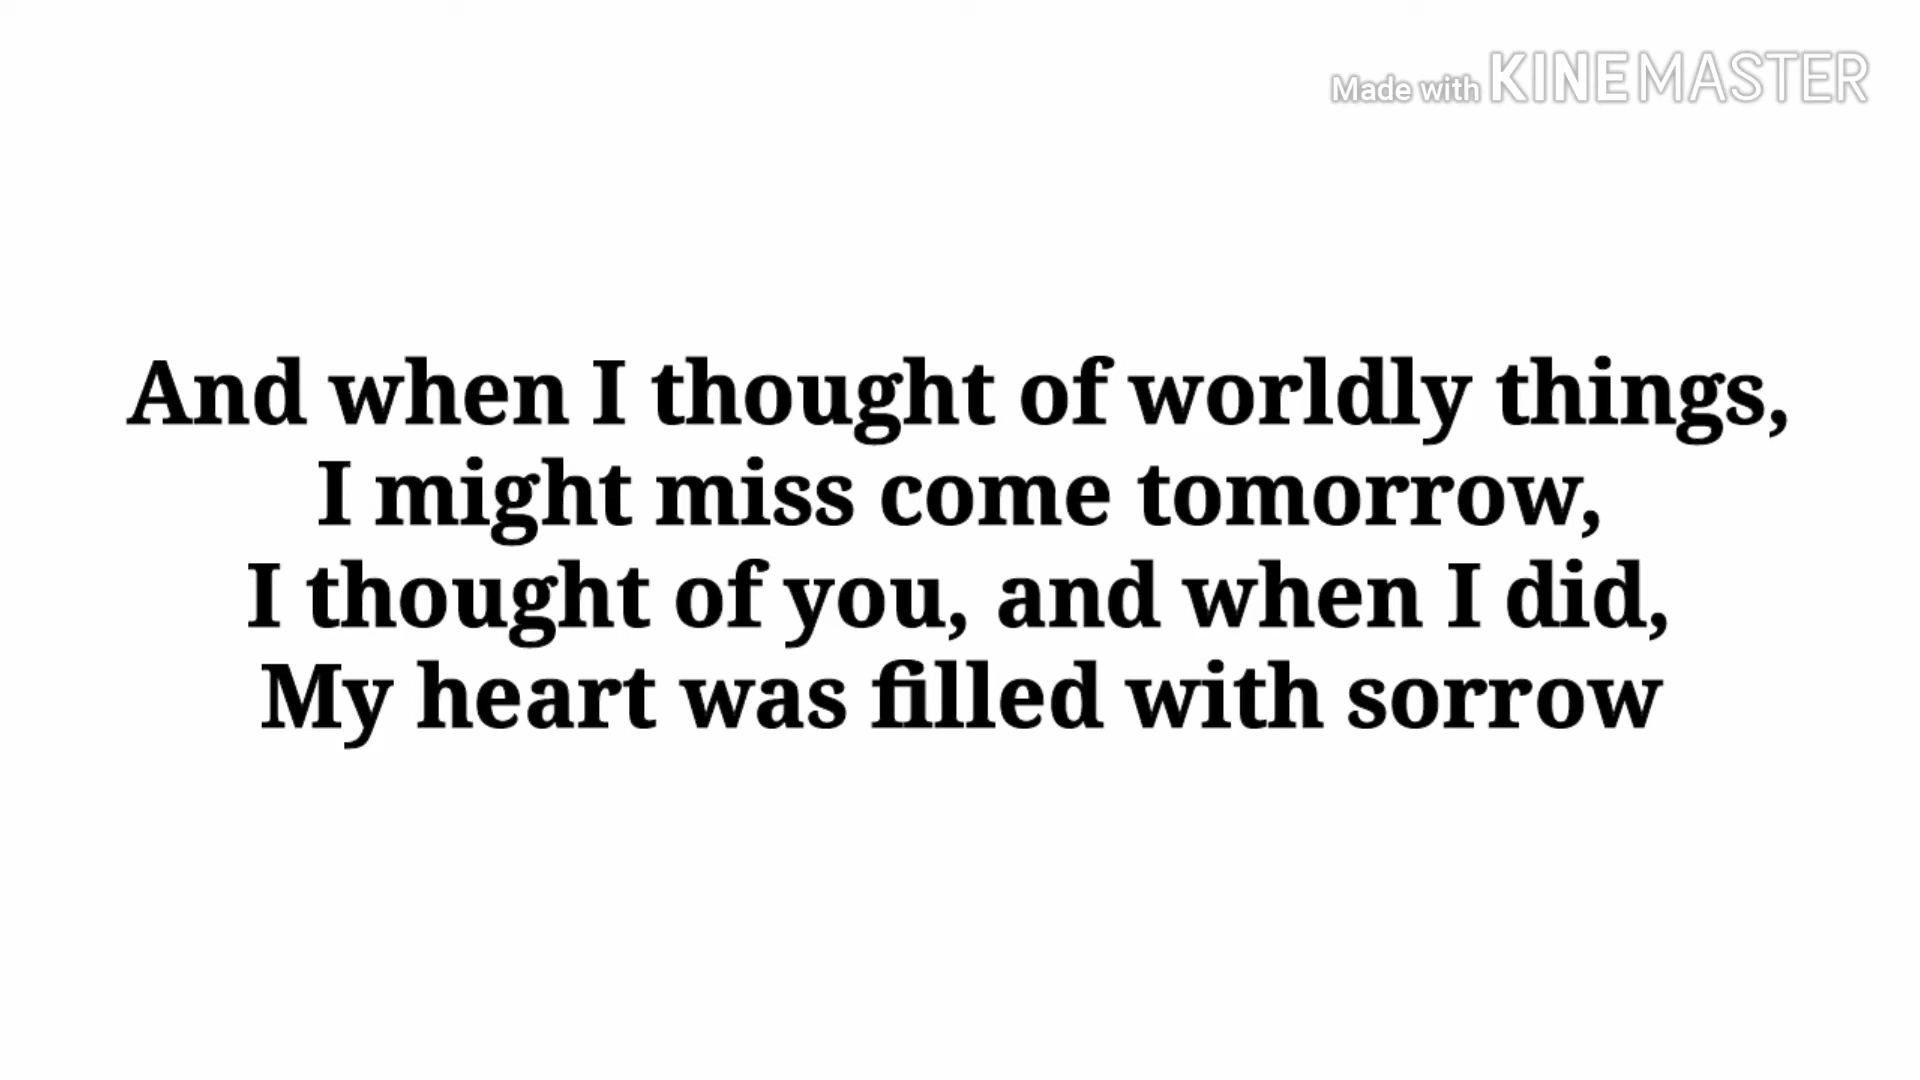 Made with KINEMASTER
And when I thought of worldly things,
I might miss come tomorrow,
I thought of you, and when I did,
My heart was filled with sorrow